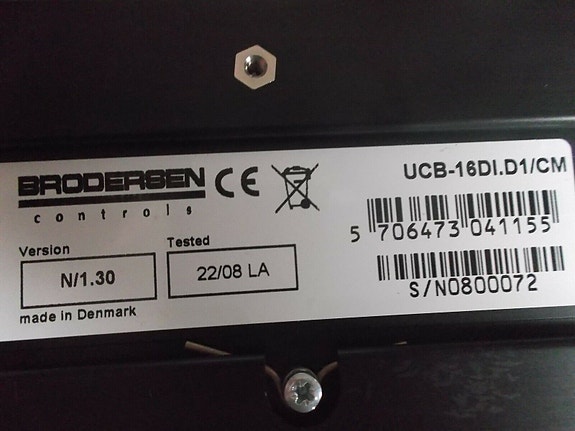 BRODERSEN
controls
CE
UCB-16DI.D1/CM
5 706473 041155
S/N0800072
Version
N/1.30
Tested
22/08 LA
made in Denmark